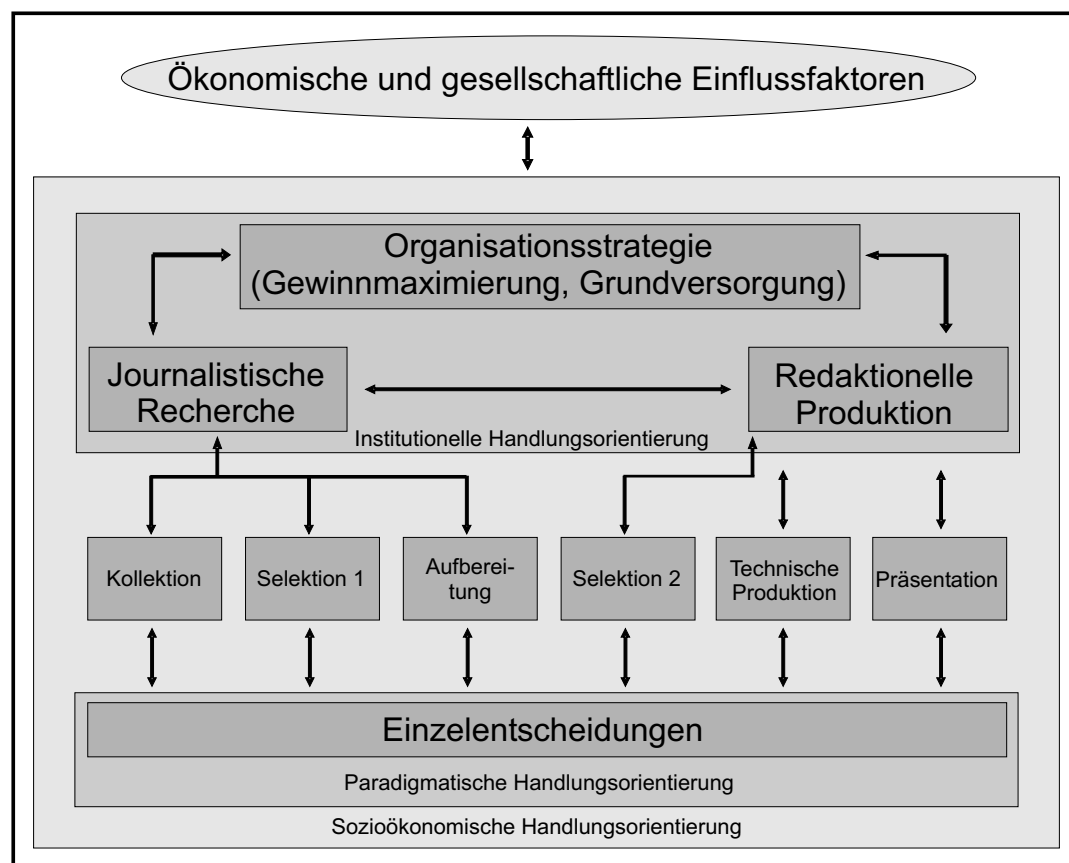 Ökonomische und gesellschaftliche Einflussfaktoren
Organisationsstrategie
(Gewinnmaximierung, Grundversorgung)
Journalistische
Recherche
Redaktionelle
Produktion
Institutionelle Handlungsorientierung
Kollektion
Selektion 1
Aufberei-
tung
Selektion 2
Technische
Produktion
Präsentation
Einzelentscheidungen
Paradigmatische Handlungsorientierung
Sozioökonomische Handlungsorientierung